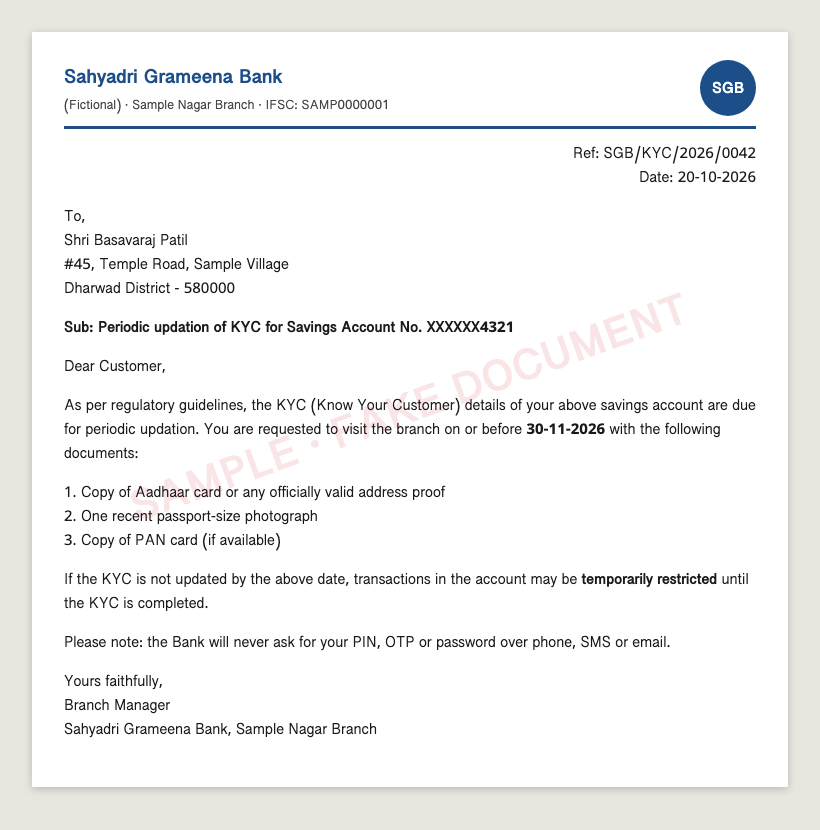 Sahyadri Grameena Bank
(Fictional) · Sample Nagar Branch · IFSC: SAMP0000001
SGB
Ref: SGB/KYC/2026/0042
Date: 20-10-2026
To,
Shri Basavaraj Patil
#45, Temple Road, Sample Village
Dharwad District - 580000
Sub: Periodic updation of KYC for Savings Account No. XXXXXX4321
Dear Customer,
As per regulatory guidelines, the KYC (Know Your Customer) details of your above savings account are due
for periodic updation. You are requested to visit the branch on or before 30-11-2026 with the following
documents:
1. Copy of Aadhaar card or any officially valid address proof
2. One recent passport-size photograph
3. Copy of PAN card (if available)
If the KYC is not updated by the above date, transactions in the account may be temporarily restricted until
the KYC is completed.
Please note: the Bank will never ask for your PIN, OTP or password over phone, SMS or email.
Yours faithfully,
Branch Manager
Sahyadri Grameena Bank, Sample Nagar Branch
SAMPLE · FAKE DOCUMENT